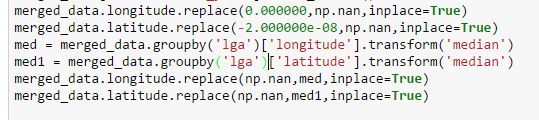 merged_data.longitude.replace(0.000000,np.nan,inplace=True)
merged_data.latitude.replace(-2.000000e-08,np.nan,inplace=True)
med = merged_data.groupby('lga')['longitude'].transform('median')
med1 = merged_data.groupby('lga')['latitude'].transform('median')
merged_data.longitude.replace(np.nan,med,inplace=True)
merged_data.latitude.replace(np.nan,med1,inplace=True)